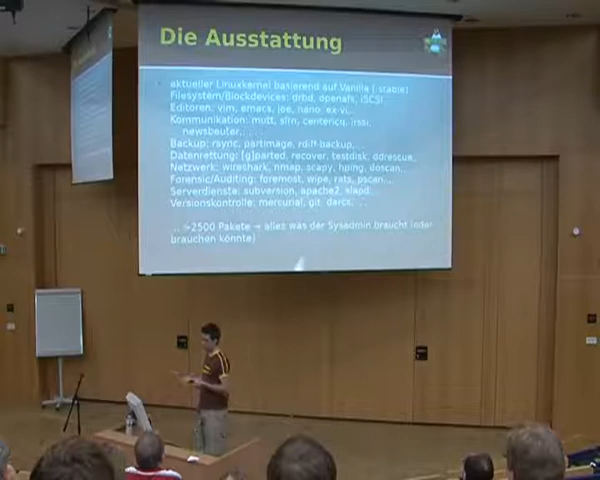 Die Ausstattung
aktueller Linuxkernel basierend auf Vanilla (-stable)
Filesystem/Blockdevices: drbd, openafs, iSCSI...
Editoren: vim, emacs, joe, nano, ex-vi,..
Kommunikation: mutt, slrn, centericq, irssi,
newsbeuter,....
Backup: rsync, partimage, rdiff-backup,...
Datenrettung: [g]parted, recover, testdisk, ddrescue,
Netzwerk: wireshark, nmap, scapy, hping, doscan,..
Forensic/Auditing: foremost, wipe, rats, pscan,...
Serverdienste: subversion, apache2, slapd,..
Versionskontrolle: mercurial, git, darcs,...
... >2500 Pakete → alles was der Sysadmin braucht (oder
brauchen könnte)